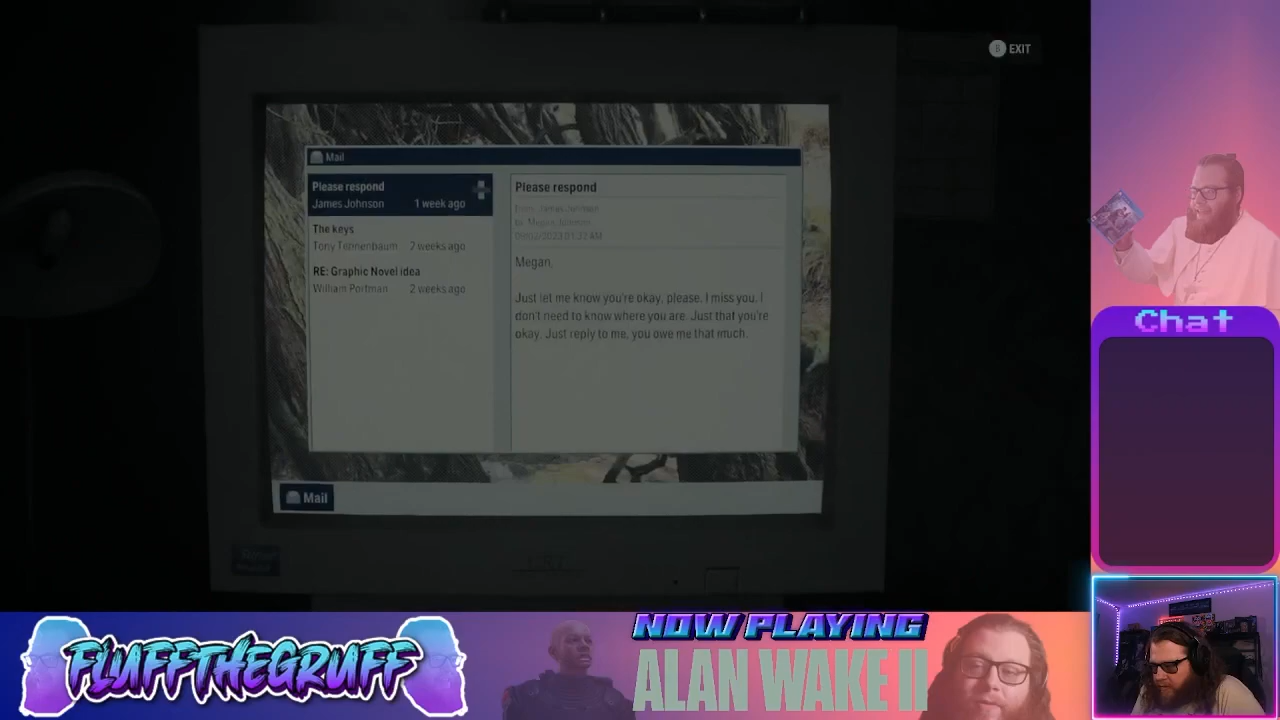 EXIT
Mail
Please respond
James Johnson 1 week ago
The keys
Tony Tannenbaum 2 weeks ago
RE: Graphic Novel idea
William Portman 2 weeks ago
Please respond
Megan,
Just let me know you're okay, please. I miss you. I
don't need to know where you are. Just that you're
okay. Just reply to me, you owe me that much.
Mail
Chat
FLUFFTHEGRUFF
NOW PLAYING
ALAN WAKE II